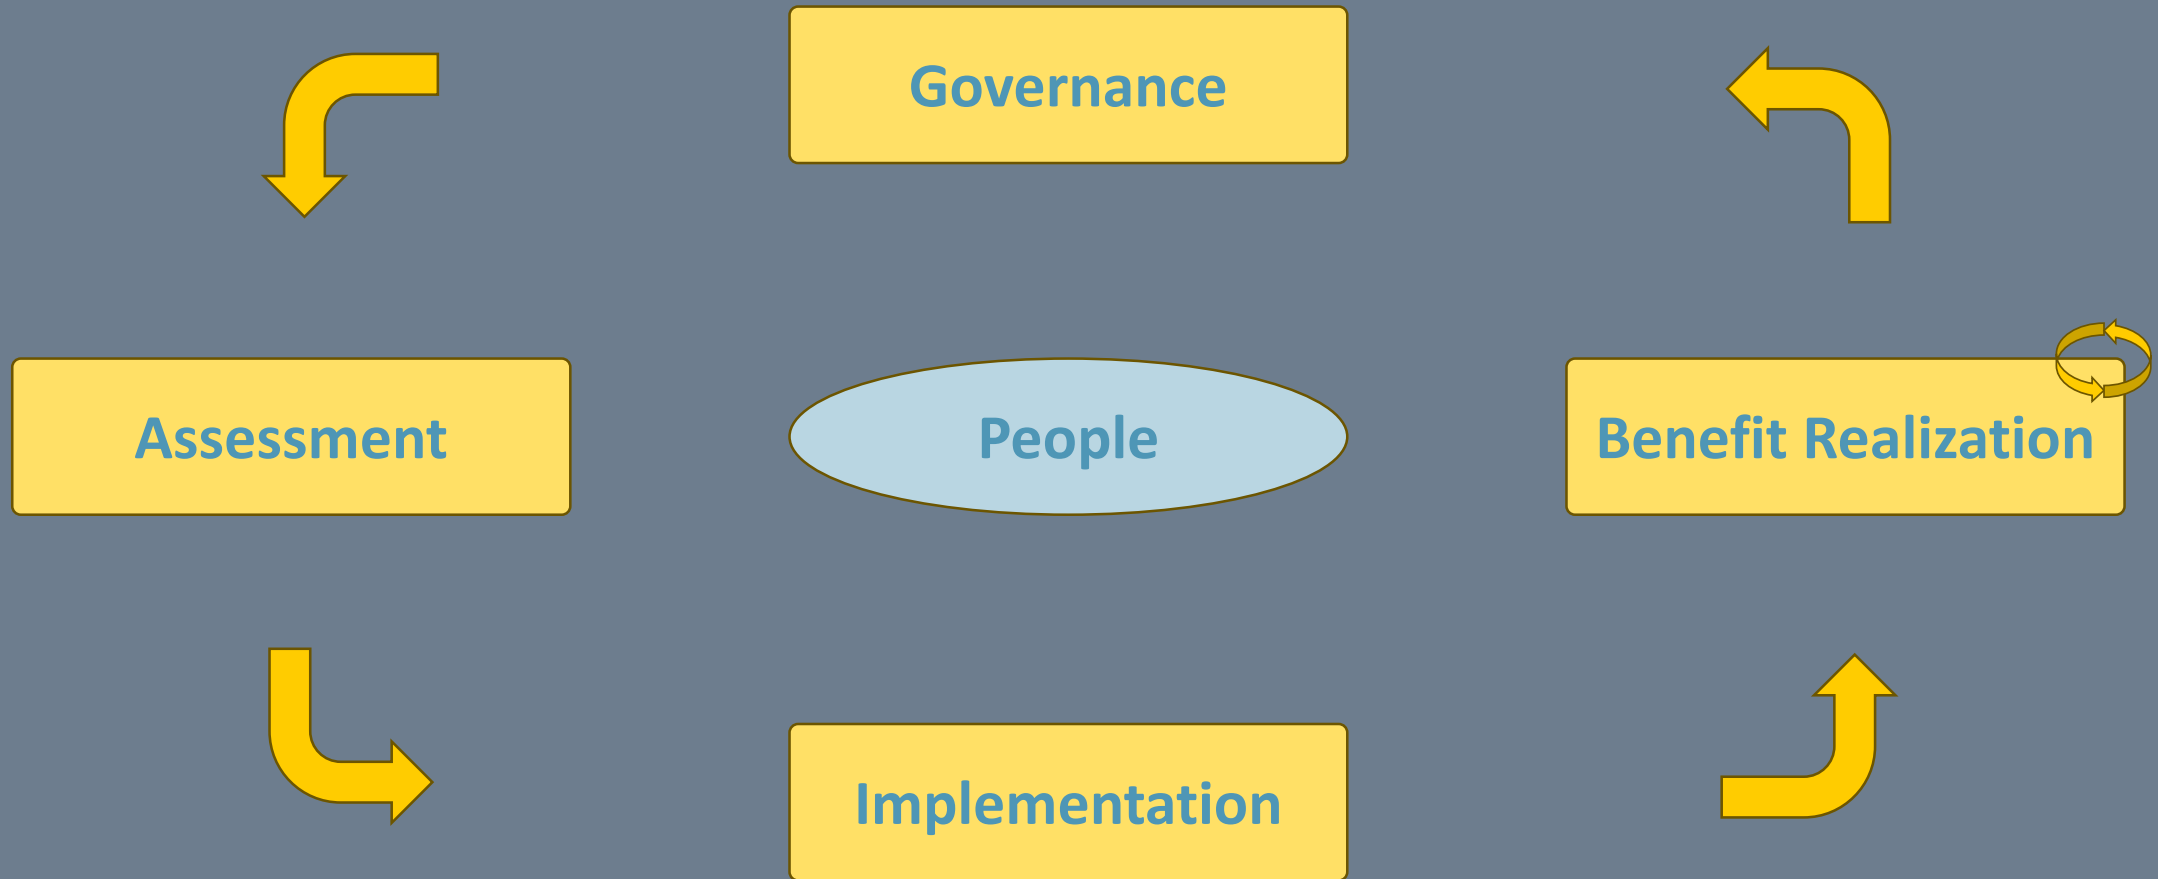 Governance
Assessment
People
Benefit Realization
Implementation